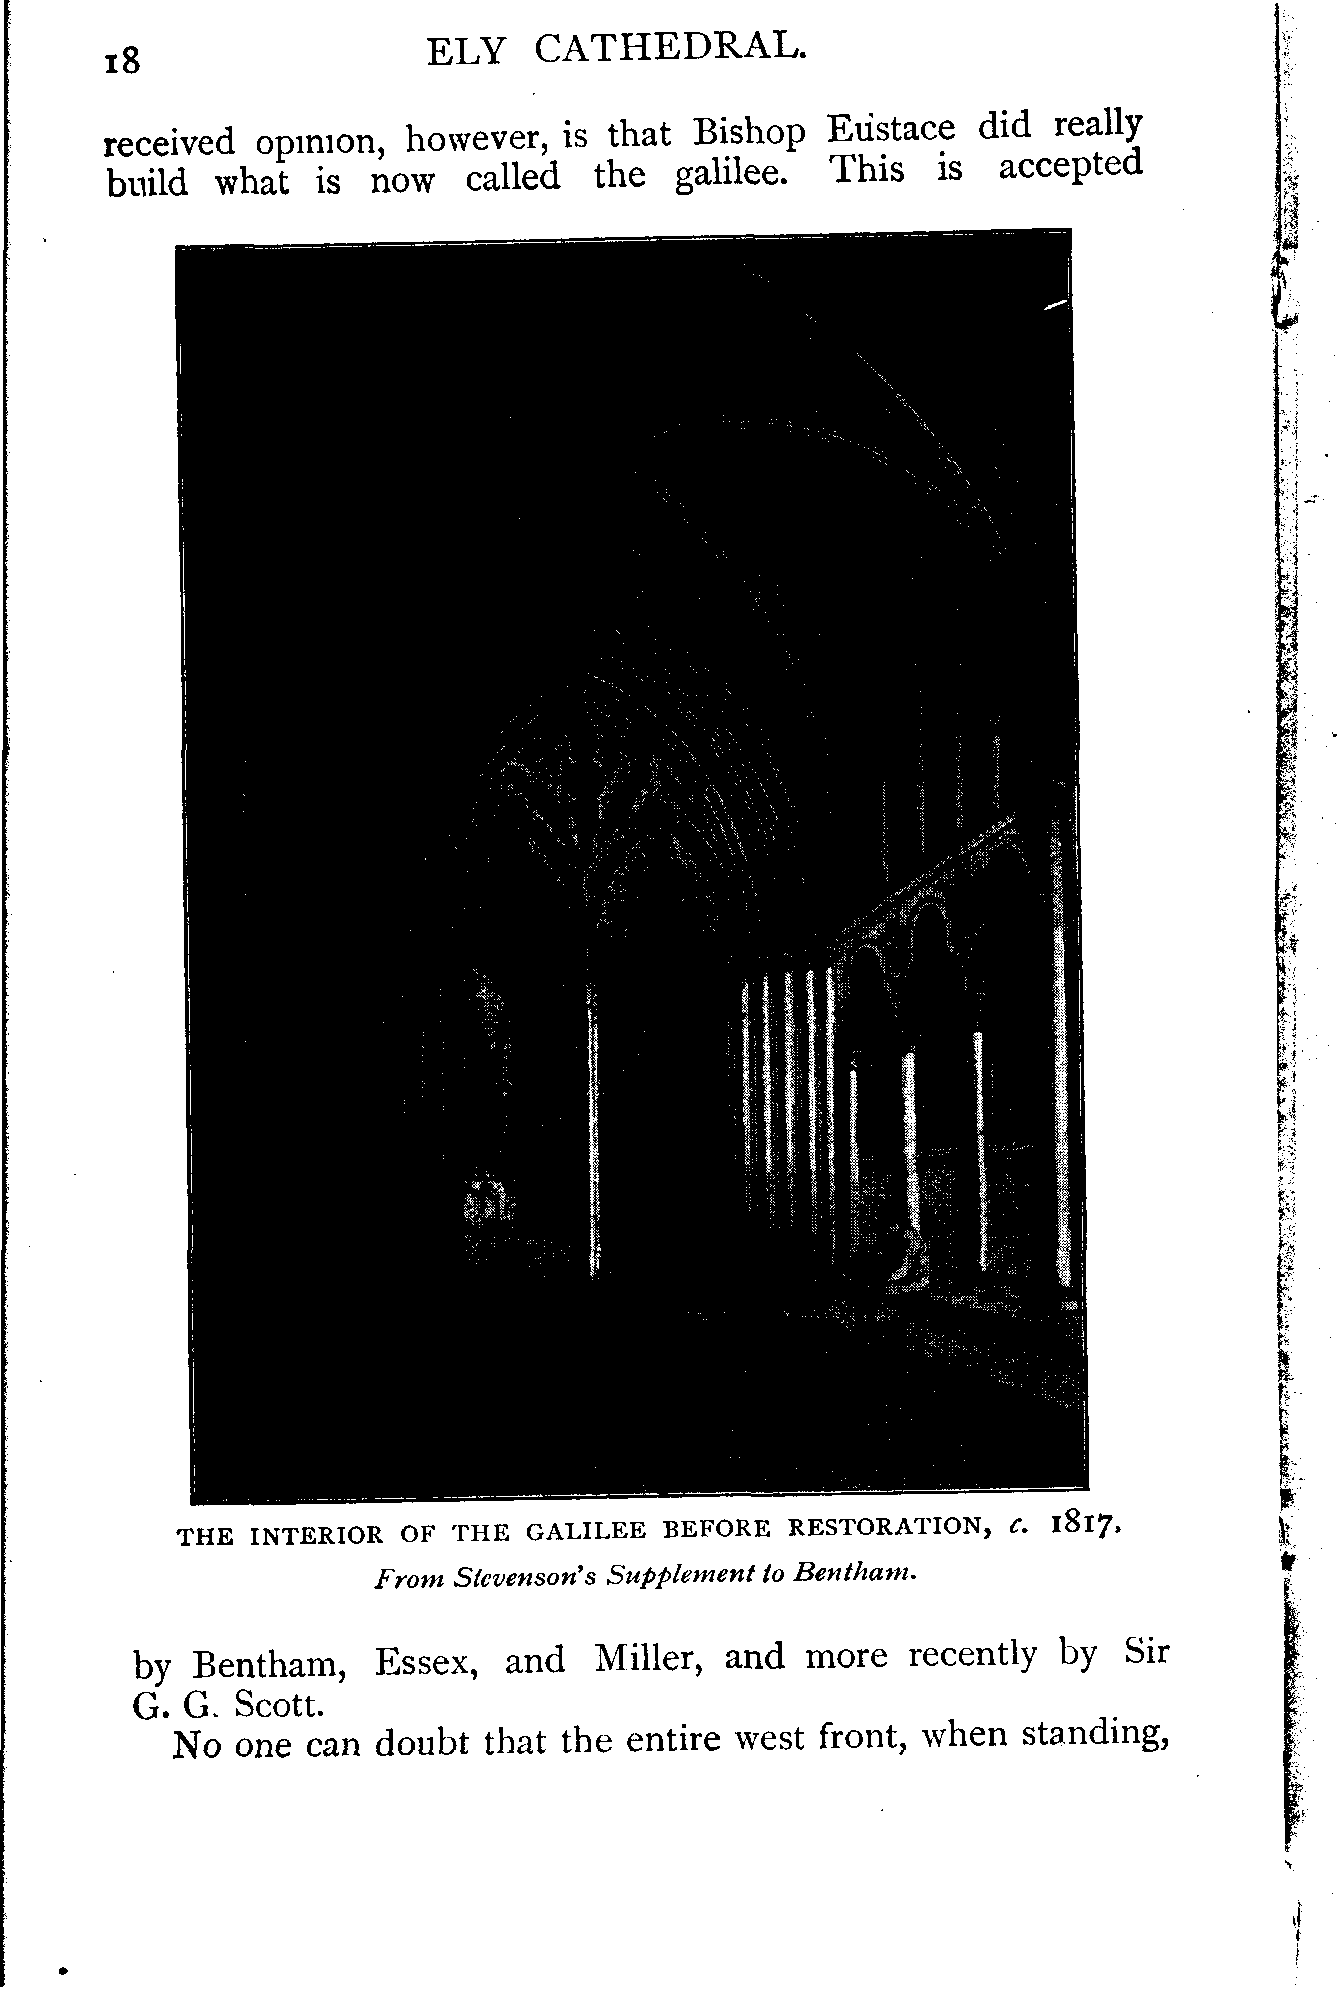 18
ELY CATHEDRAL.
received opinion, however, is that Bishop Eustace did really
build what is now called the galilee. This is accepted
THE INTERIOR OF THE GALILEE BEFORE RESTORATION, c. 1817.
From Stevenson's Supplement to Bentham.
by Bentham, Essex, and Miller, and more recently by Sir
G. G. Scott.
No one can doubt that the entire west front, when standing,